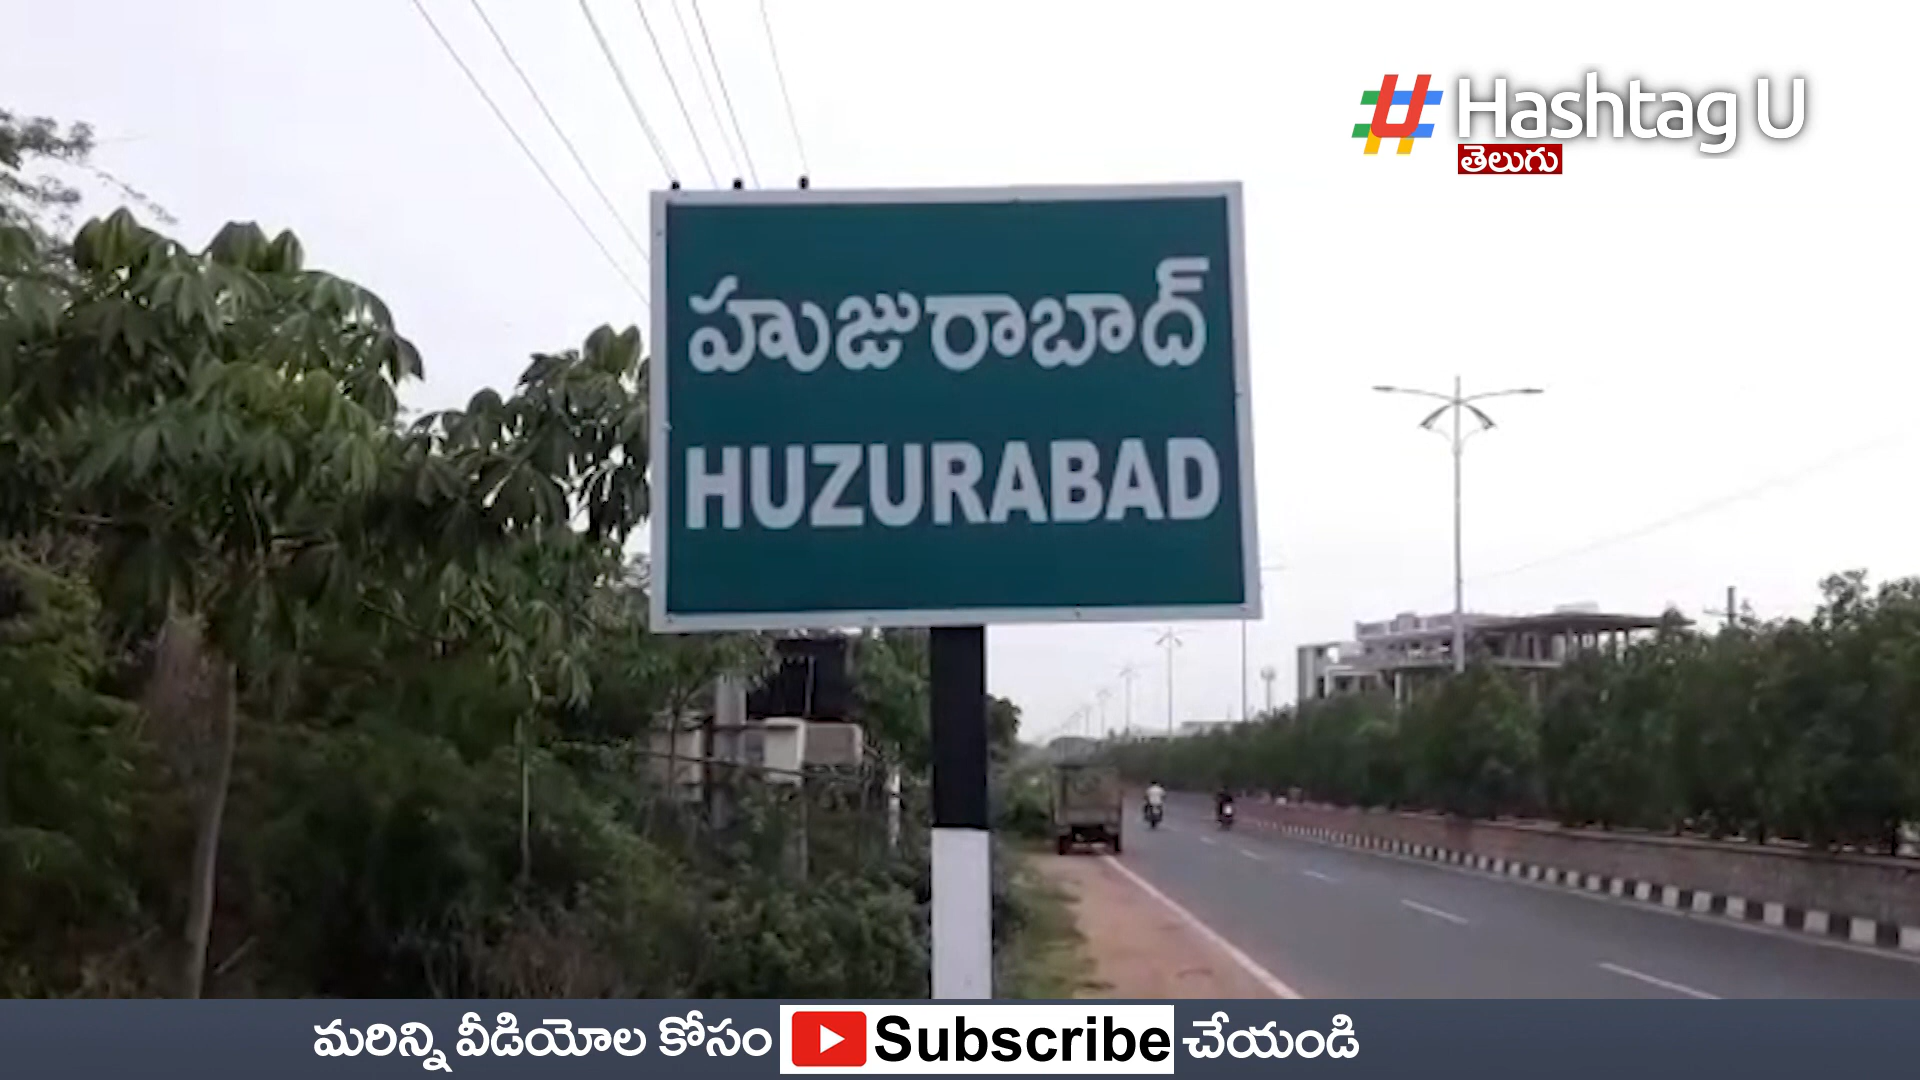 # Hashtag U
తెలుగు
హుజురాబాద్
HUZURABAD
మరిన్ని వీడియోల కోసం Subscribe చేయండి